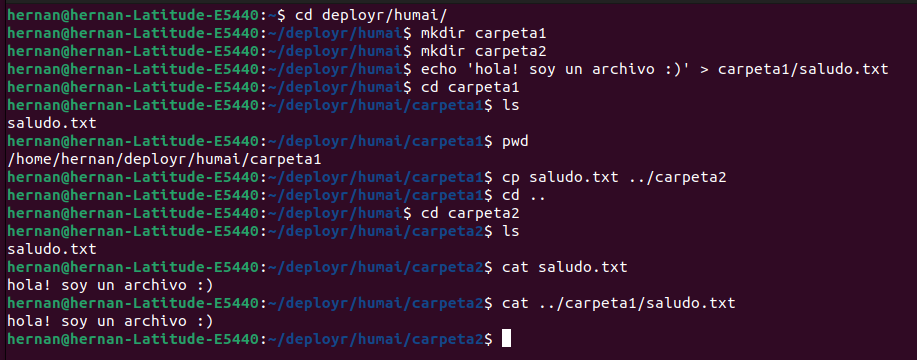 hernan@hernan-Latitude-E5440:~$ cd deployr/humai/
hernan@hernan-Latitude-E5440:~/deployr/humai$ mkdir carpeta1
hernan@hernan-Latitude-E5440:~/deployr/humai$ mkdir carpeta2
hernan@hernan-Latitude-E5440:~/deployr/humai$ echo 'hola! soy un archivo :)' > carpeta1/saludo.txt
hernan@hernan-Latitude-E5440:~/deployr/humai$ cd carpeta1
hernan@hernan-Latitude-E5440:~/deployr/humai/carpeta1$ ls
saludo.txt
hernan@hernan-Latitude-E5440:~/deployr/humai/carpeta1$ pwd
/home/hernan/deployr/humai/carpeta1
hernan@hernan-Latitude-E5440:~/deployr/humai/carpeta1$ cp saludo.txt ../carpeta2
hernan@hernan-Latitude-E5440:~/deployr/humai/carpeta1$ cd ..
hernan@hernan-Latitude-E5440:~/deployr/humai$ cd carpeta2
hernan@hernan-Latitude-E5440:~/deployr/humai/carpeta2$ ls
saludo.txt
hernan@hernan-Latitude-E5440:~/deployr/humai/carpeta2$ cat saludo.txt
hola! soy un archivo :)
hernan@hernan-Latitude-E5440:~/deployr/humai/carpeta2$ cat ../carpeta1/saludo.txt
hola! soy un archivo :)
hernan@hernan-Latitude-E5440:~/deployr/humai/carpeta2$